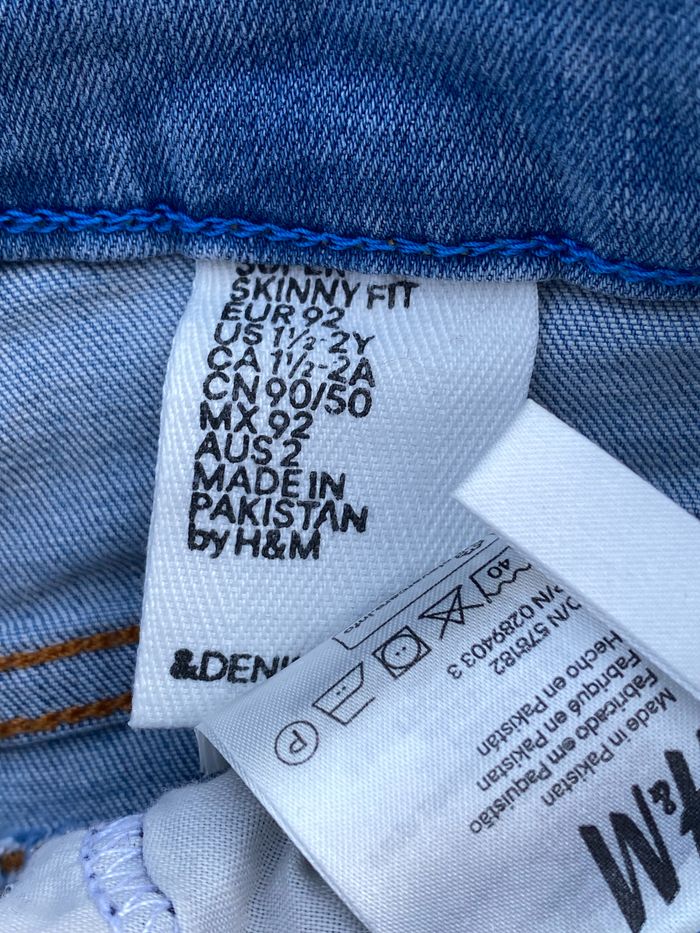 SUPER
SKINNY FIT
EUR 92
US 1½-2Y
CA 1½-2A
CN 90/50
MX 92
AUS 2
MADE IN
PAKISTAN
by H&M
&DENI
40
P
O/N 578182
P/N 0289403 3
Made in Pakistan
Fabricado em Paquistão
Fabriqué en Pakistan
Hecho en Pakistán
H&M